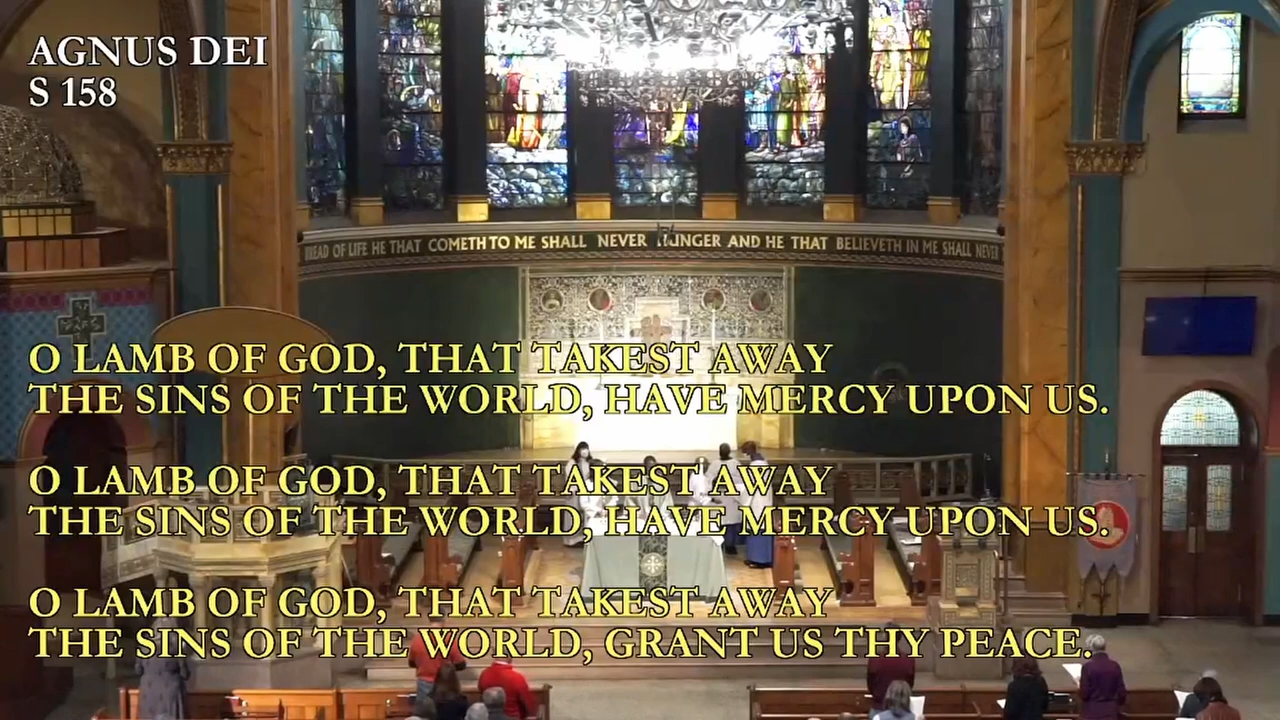 AGNUS DEI
S 158
BREAD OF LIFE HE THAT COMETH TO ME SHALL NEVER HUNGER AND HE THAT BELIEVETH IN ME SHALL NEVER
O LAMB OF GOD, THAT TAKEST AWAY
THE SINS OF THE WORLD, HAVE MERCY UPON US.
O LAMB OF GOD, THAT TAKEST AWAY
THE SINS OF THE WORLD, HAVE MERCY UPON US.
O LAMB OF GOD, THAT TAKEST AWAY
THE SINS OF THE WORLD, GRANT US THY PEACE.